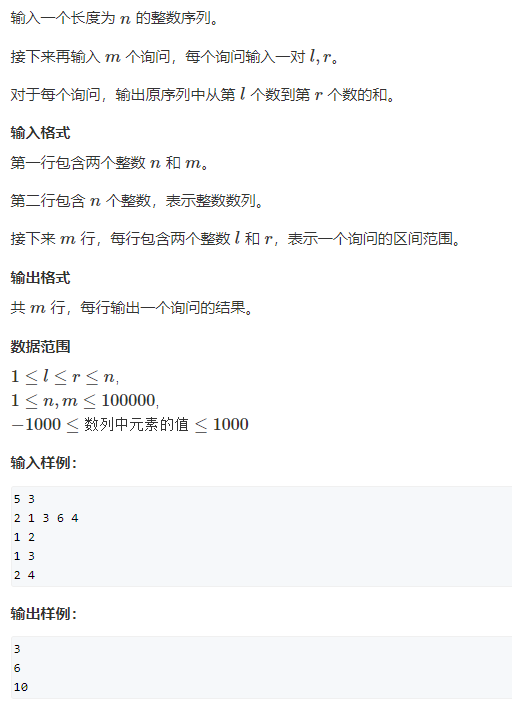 输入一个长度为 n 的整数序列。
接下来再输入 m 个询问，每个询问输入一对 l, r。
对于每个询问，输出原序列中从第 l 个数到第 r 个数的和。
输入格式
第一行包含两个整数 n 和 m。
第二行包含 n 个整数，表示整数数列。
接下来 m 行，每行包含两个整数 l 和 r，表示一个询问的区间范围。
输出格式
共 m 行，每行输出一个询问的结果。
数据范围
1 ≤ l ≤ r ≤ n,
1 ≤ n, m ≤ 100000,
−1000 ≤ 数列中元素的值 ≤ 1000
输入样例：
5 3
2 1 3 6 4
1 2
1 3
2 4
输出样例：
3
6
10